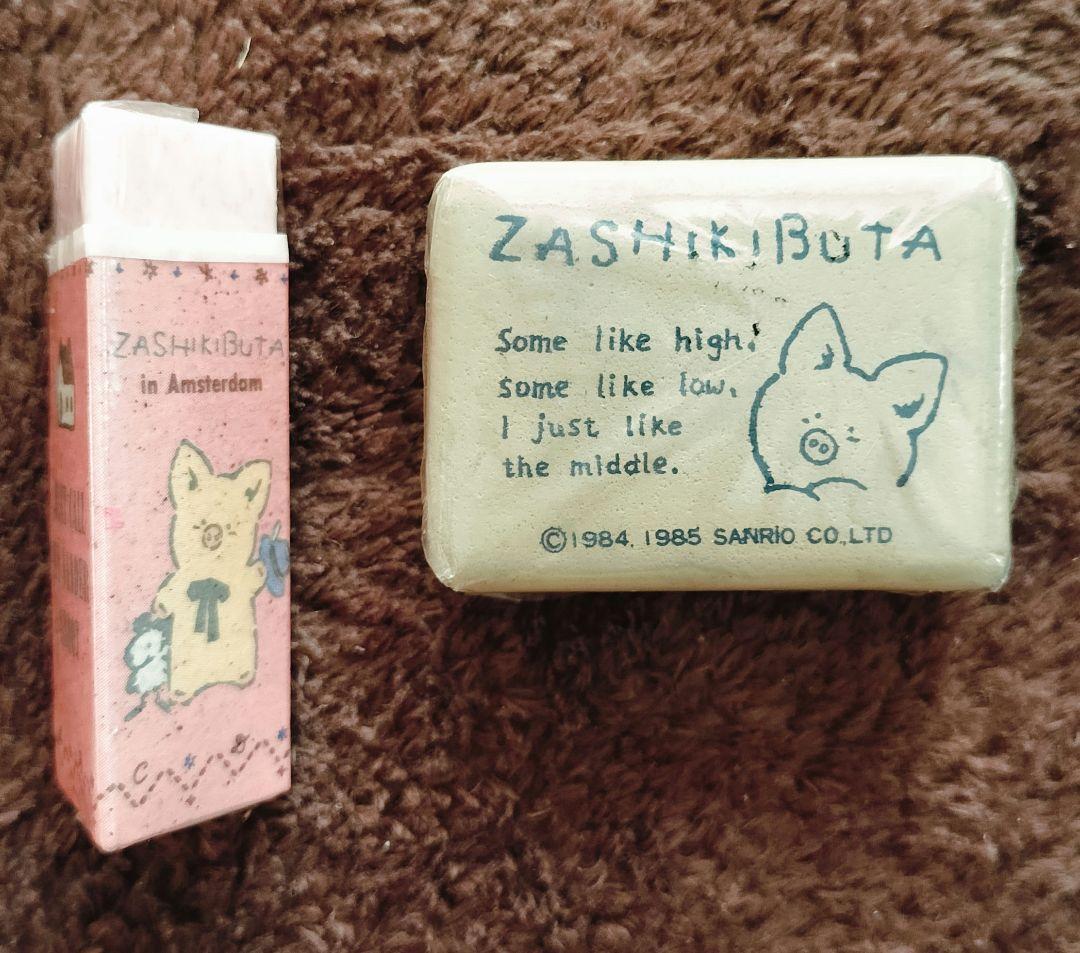 ZASHIKIBUTA
in Amsterdam
C
ZASHIKIBUTA
Some like high.
some like low.
I just like
the middle.
©1984, 1985 SANRIO CO.,LTD